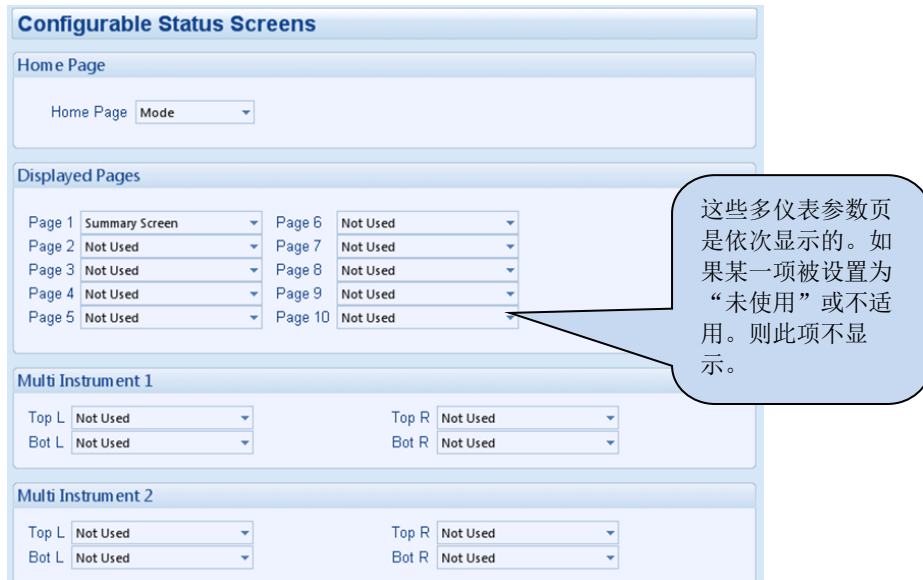 Configurable Status Screens
Home Page
Home Page Mode
Displayed Pages
Page 1 Summary Screen Page 6 Not Used
Page 2 Not Used Page 7 Not Used
Page 3 Not Used Page 8 Not Used
Page 4 Not Used Page 9 Not Used
Page 5 Not Used Page 10 Not Used
这些多仪表参数页
是依次显示的。如
果某一项被设置为
“未使用”或不适
用。则此项不显
示。
Multi Instrument 1
Top L Not Used Top R Not Used
Bot L Not Used Bot R Not Used
Multi Instrument 2
Top L Not Used Top R Not Used
Bot L Not Used Bot R Not Used